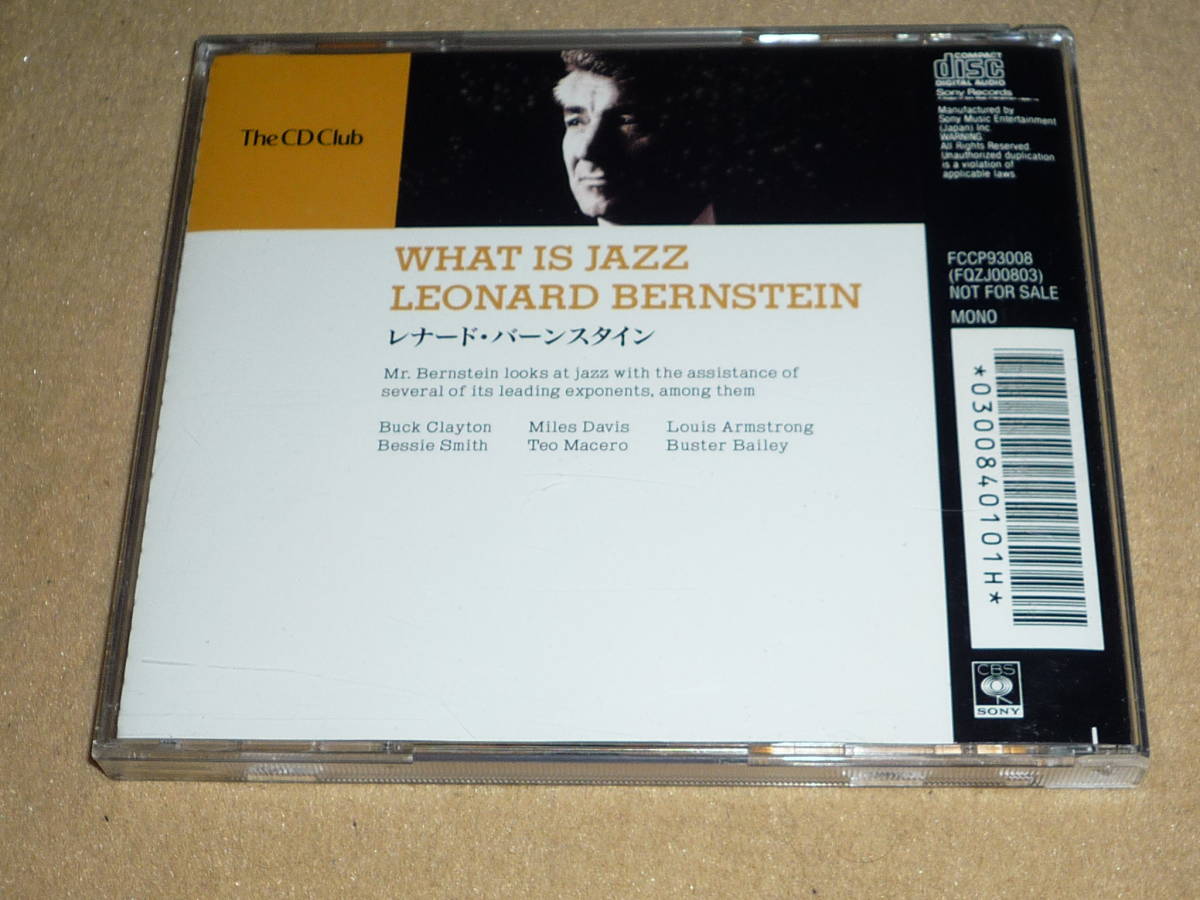 The CD Club
WHAT IS JAZZ
LEONARD BERNSTEIN
レナード・バーンスタイン
Mr. Bernstein looks at jazz with the assistance of
several of its leading exponents, among them
Buck Clayton Miles Davis Louis Armstrong
Bessie Smith Teo Macero Buster Bailey
COMPACT
disc
DIGITAL AUDIO
Sony Records
Manufactured by
Sony Music Entertainment
(Japan) Inc
WARNING
All Rights Reserved.
Unauthorized duplication
is a violation of
applicable laws.
FCCP93008
(FQZJ00803)
NOT FOR SALE
MONO
*0300840101H*
CBS
SONY